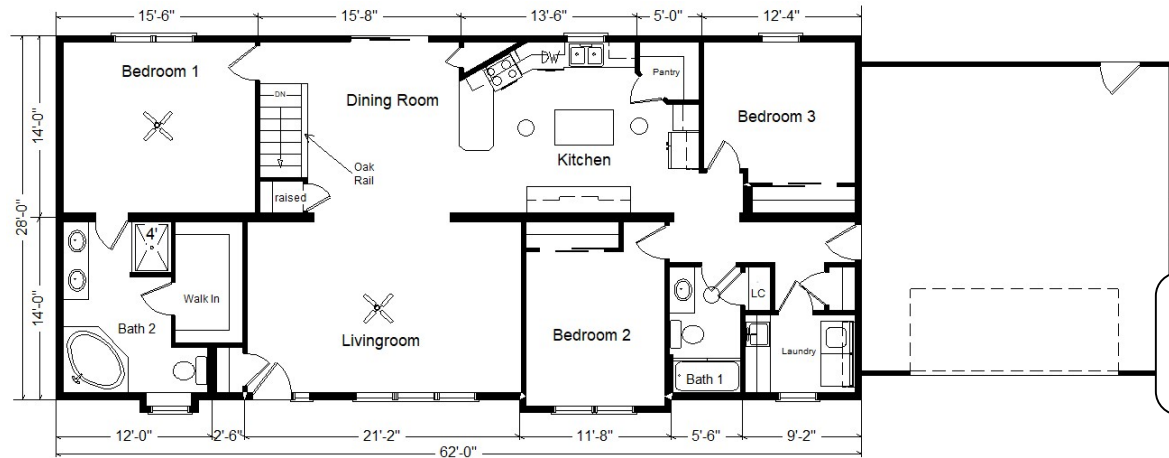 15'-6" 15'-8" 13'-6" 5'-0" 12'-4"
Bedroom 1
DW
Pantry
DN
Dining Room
Bedroom 3
14'-0"
Kitchen
Oak
Rail
raised
28'-0"
4'
14'-0"
Walk In
LC
Bath 2
Livingroom
Bedroom 2
Laundry
Bath 1
12'-0" 2'-6" 21'-2" 11'-8" 5'-6" 9'-2"
62'-0"